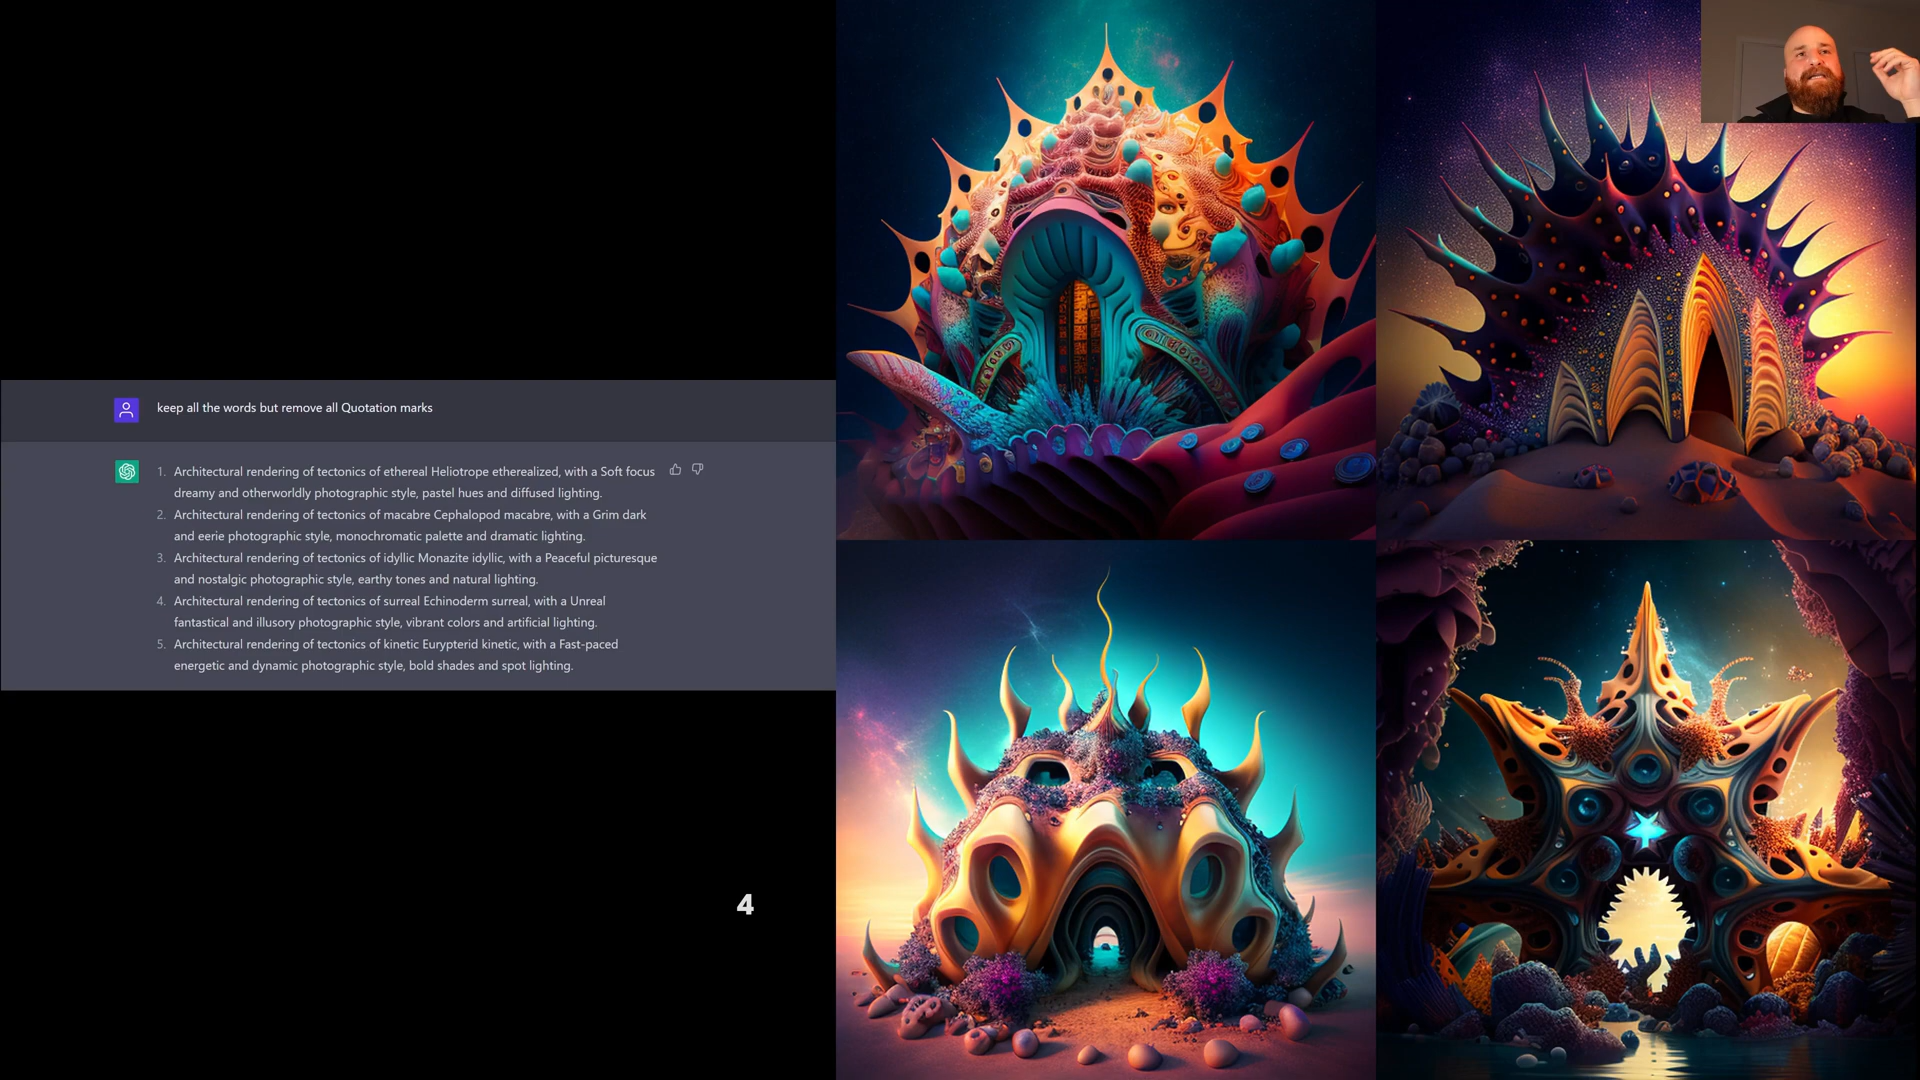 keep all the words but remove all Quotation marks
1. Architectural rendering of tectonics of ethereal Heliotrope etherealized, with a Soft focus
dreamy and otherworldly photographic style, pastel hues and diffused lighting.
2. Architectural rendering of tectonics of macabre Cephalopod macabre, with a Grim dark
and eerie photographic style, monochromatic palette and dramatic lighting.
3. Architectural rendering of tectonics of idyllic Monazite idyllic, with a Peaceful picturesque
and nostalgic photographic style, earthy tones and natural lighting.
4. Architectural rendering of tectonics of surreal Echinoderm surreal, with a Unreal
fantastical and illusory photographic style, vibrant colors and artificial lighting.
5. Architectural rendering of tectonics of kinetic Eurypterid kinetic, with a Fast-paced
energetic and dynamic photographic style, bold shades and spot lighting.
4